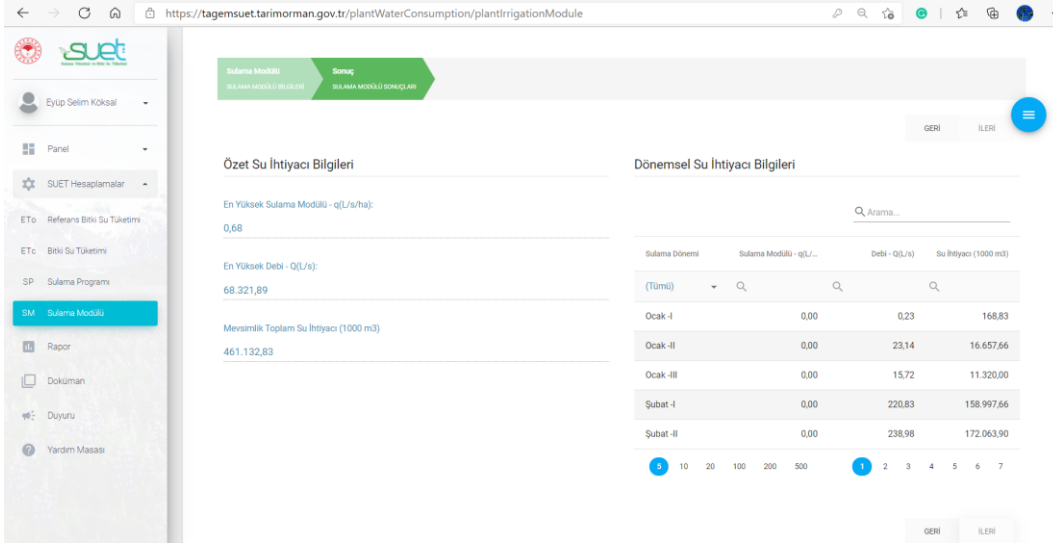 https://tagemsuet.tarimorman.gov.tr/plantWaterConsumption/plantIrrigationModule
suet
Eyüp Selim Köksal
Panel
SUET Hesaplamalar
ETo Referans Bitki Su Tüketimi
ETc Bitki Su Tüketimi
SP Sulama Programı
SM Sulama Modülü
Rapor
Doküman
Duyuru
Yardım Masası
Sulama Modülü
SULAMA MODÜLÜ BİLGİLERİ
Sonuç
SULAMA MODÜLÜ SONUÇLARI
GERİ İLERİ
Özet Su İhtiyacı Bilgileri
En Yüksek Sulama Modülü - q(L/s/ha):
0,68
En Yüksek Debi - Q(L/s):
68.321,89
Mevsimlik Toplam Su İhtiyacı (1000 m3)
461.132,83
Dönemsel Su İhtiyacı Bilgileri
Arama...
Sulama Dönemi Sulama Modülü - q(L/... Debi - Q(L/s) Su İhtiyacı (1000 m3)
(Tümü)
Ocak -I 0,00 0,23 168,83
Ocak -II 0,00 23,14 16.657,66
Ocak -III 0,00 15,72 11.320,00
Şubat -I 0,00 220,83 158.997,66
Şubat -II 0,00 238,98 172.063,90
5 10 20 100 200 500 1 2 3 4 5 6 7
GERİ İLERİ